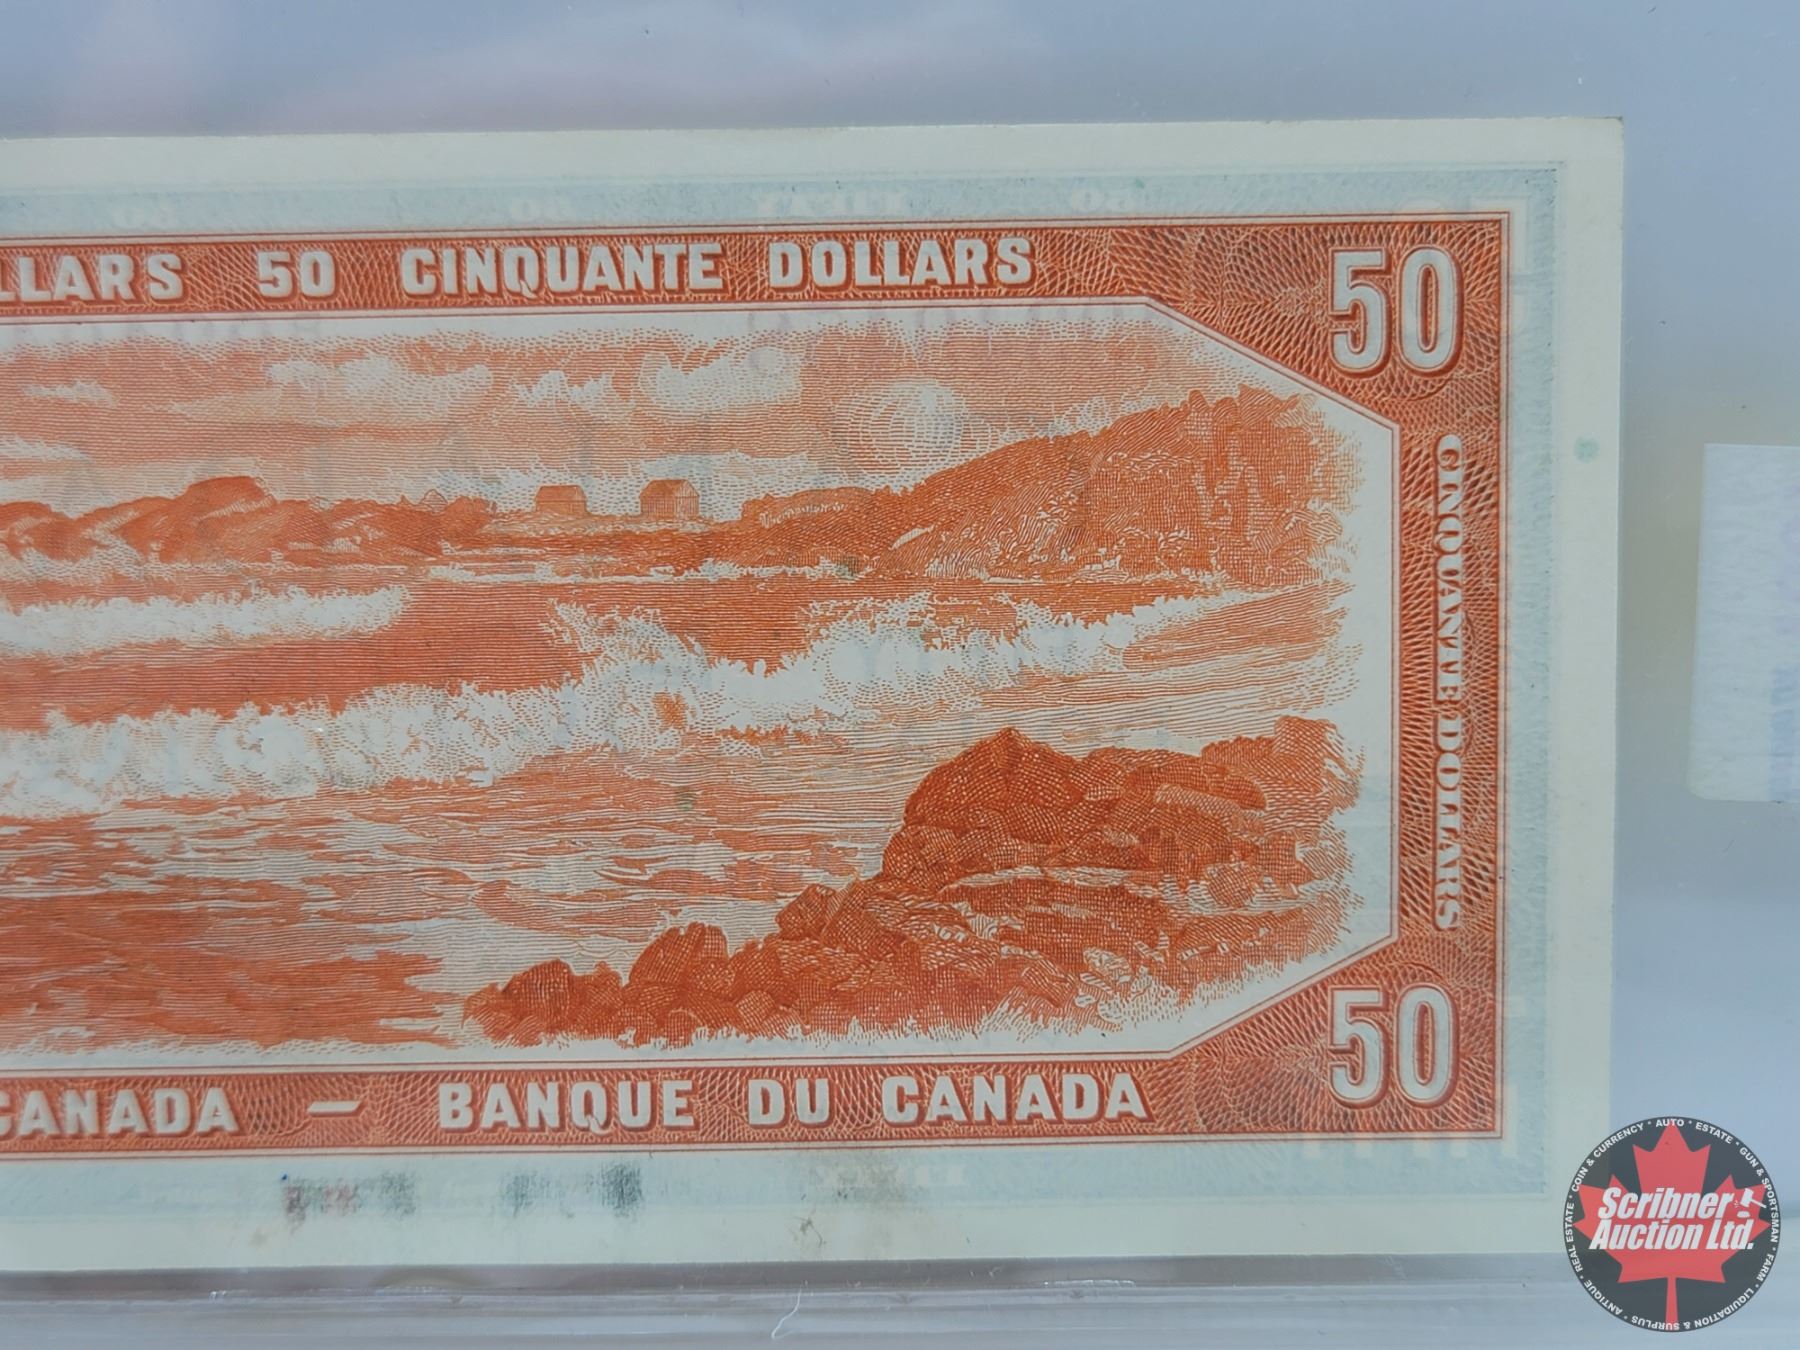 LLARS 50 CINQUANTE DOLLARS 50
CINQUANTE DOLLARS
CANADA — BANQUE DU CANADA 50
Scribner
Auction Ltd.
ANTIQUE * REAL ESTATE * COIN & CURRENCY * AUTO * ESTATE * GUN & SPORTSMAN * FARM * LIQUIDATION & SURPLUS *